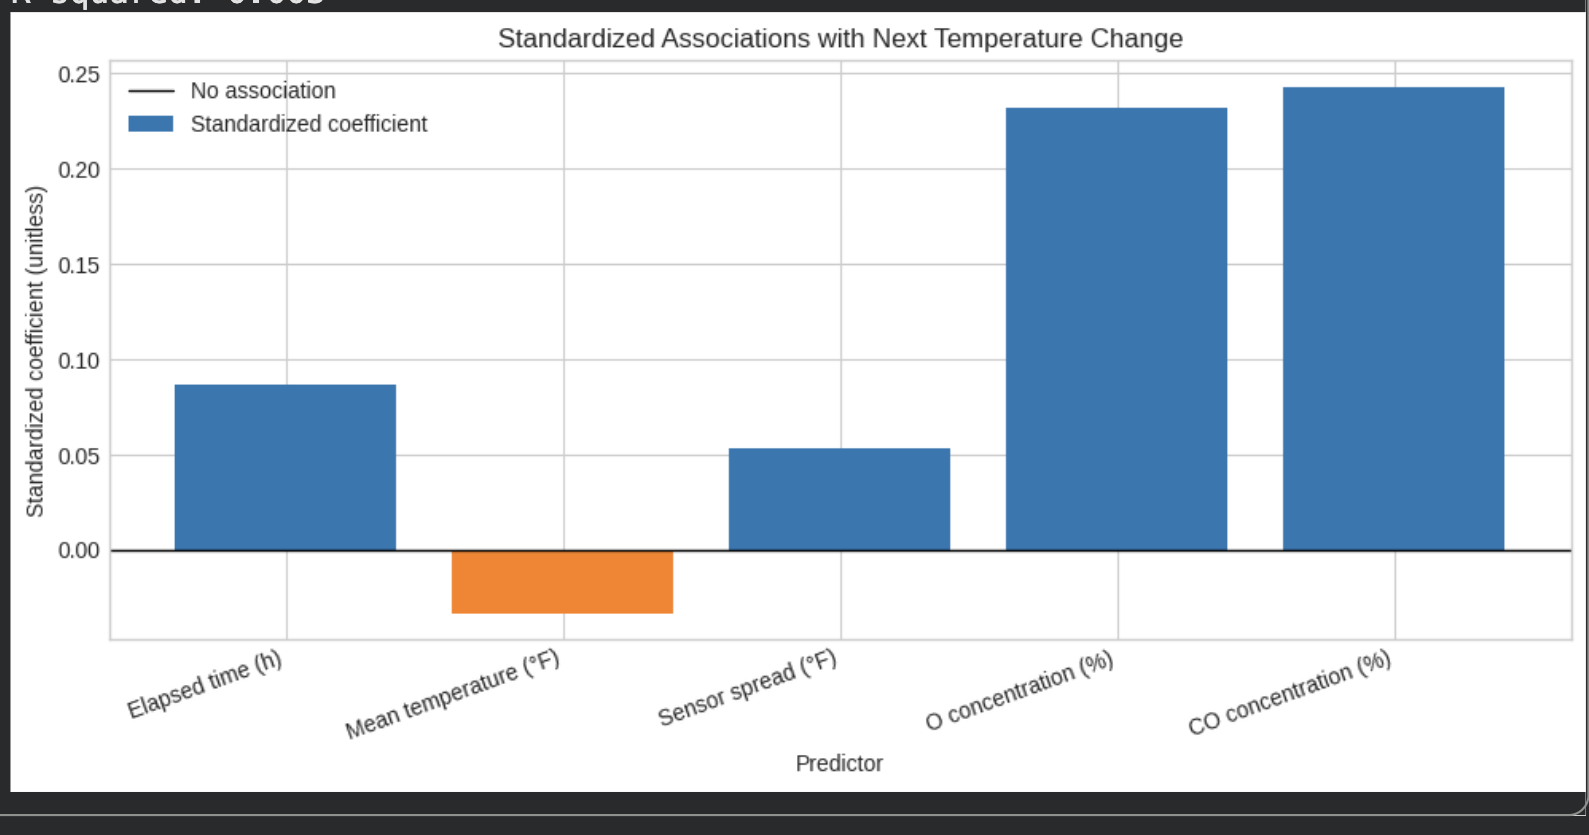 Standardized Associations with Next Temperature Change
0.25
0.20
0.15
0.10
0.05
0.00
Standardized coefficient (unitless)
No association
Standardized coefficient
Elapsed time (h)
Mean temperature (°F)
Sensor spread (°F)
O concentration (%)
CO concentration (%)
Predictor